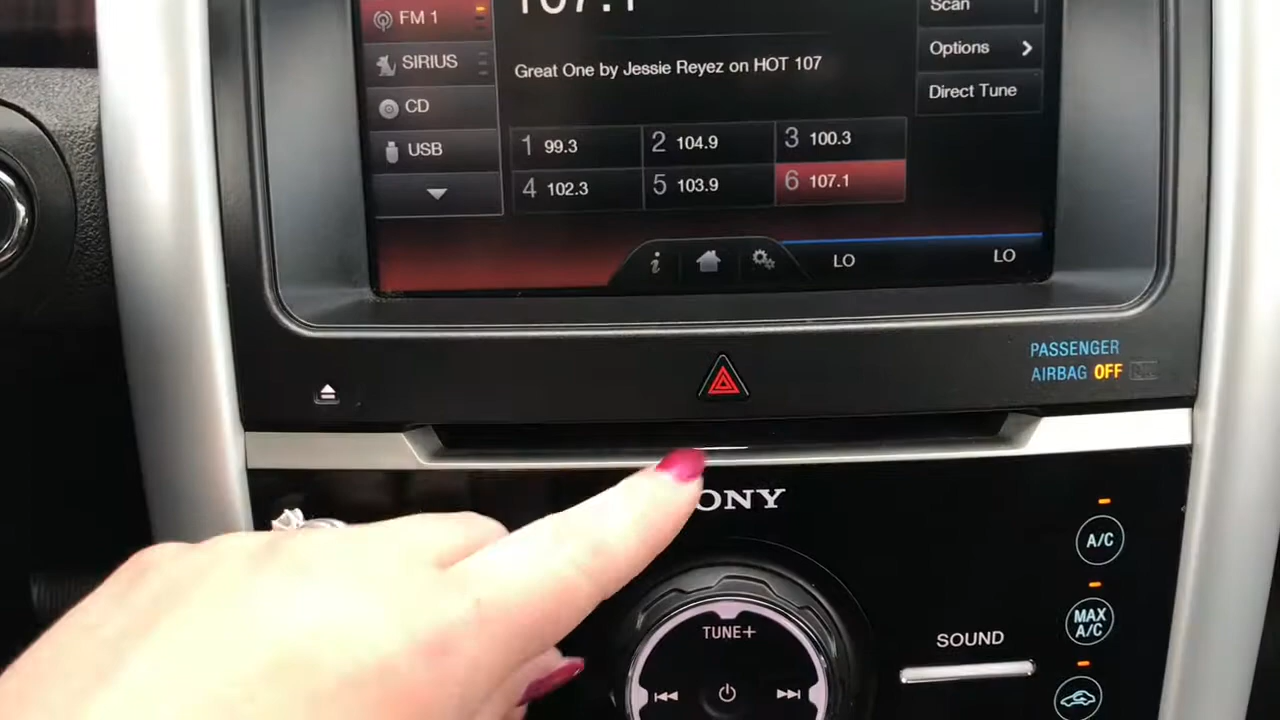 107.1
FM 1
Scan
SIRIUS
Great One by Jessie Reyez on HOT 107
Options
CD
Direct Tune
USB
1 99.3
2 104.9
3 100.3
4 102.3
5 103.9
6 107.1
i
LO
LO
PASSENGER
AIRBAG OFF
ONY
A/C
MAX
A/C
TUNE+
SOUND